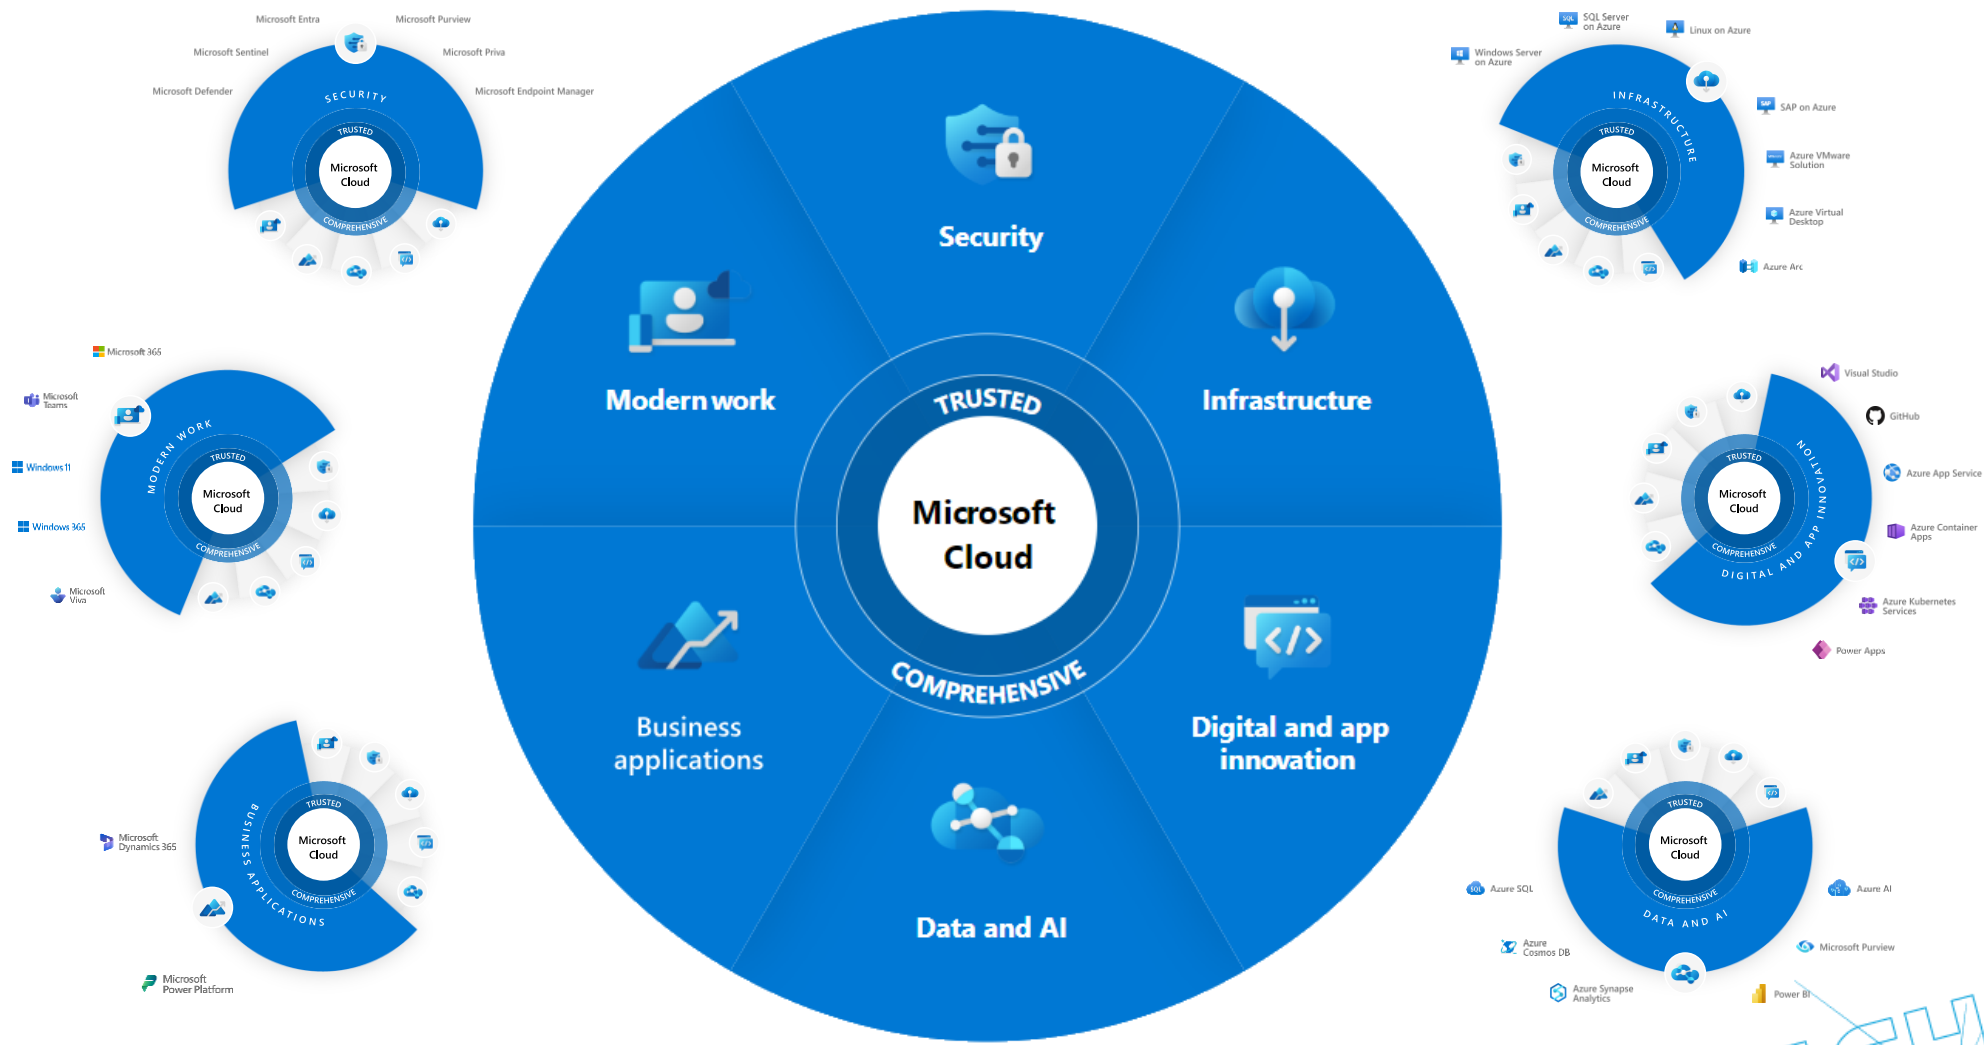 Microsoft Entra
Microsoft Purview
Microsoft Sentinel
Microsoft Priva
Microsoft Defender
Microsoft Endpoint Manager
SECURITY
TRUSTED
Microsoft
Cloud
COMPREHENSIVE
Microsoft 365
Microsoft
Teams
Windows 11
Windows 365
Microsoft
Viva
MODERN WORK
TRUSTED
Microsoft
Cloud
COMPREHENSIVE
Microsoft
Dynamics 365
Microsoft
Power Platform
BUSINESS APPLICATIONS
TRUSTED
Microsoft
Cloud
COMPREHENSIVE
Security
Modern work
Infrastructure
TRUSTED
Microsoft
Cloud
COMPREHENSIVE
Business
applications
Digital and app
innovation
Data and AI
SQL
SQL Server
on Azure
Linux on Azure
Windows Server
on Azure
SAP
SAP on Azure
Azure VMware
Solution
Azure Virtual
Desktop
Azure Arc
INFRASTRUCTURE
TRUSTED
Microsoft
Cloud
COMPREHENSIVE
Visual Studio
GitHub
Azure App Service
Azure Container
Apps
Azure Kubernetes
Services
Power Apps
DIGITAL AND APP INNOVATION
TRUSTED
Microsoft
Cloud
COMPREHENSIVE
TRUSTED
Microsoft
Cloud
COMPREHENSIVE
DATA AND AI
SQL
Azure SQL
Azure AI
Azure
Cosmos DB
Microsoft Purview
Azure Synapse
Analytics
Power BI